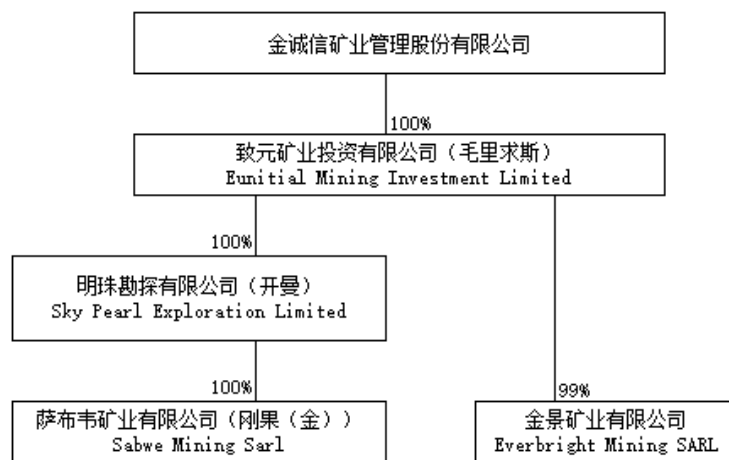 金诚信矿业管理股份有限公司
100%
致元矿业投资有限公司（毛里求斯）
Eunitial Mining Investment Limited
100%
明珠勘探有限公司（开曼）
Sky Pearl Exploration Limited
100%
99%
萨布韦矿业有限公司（刚果（金））
Sabwe Mining Sarl
金景矿业有限公司
Everbright Mining SARL